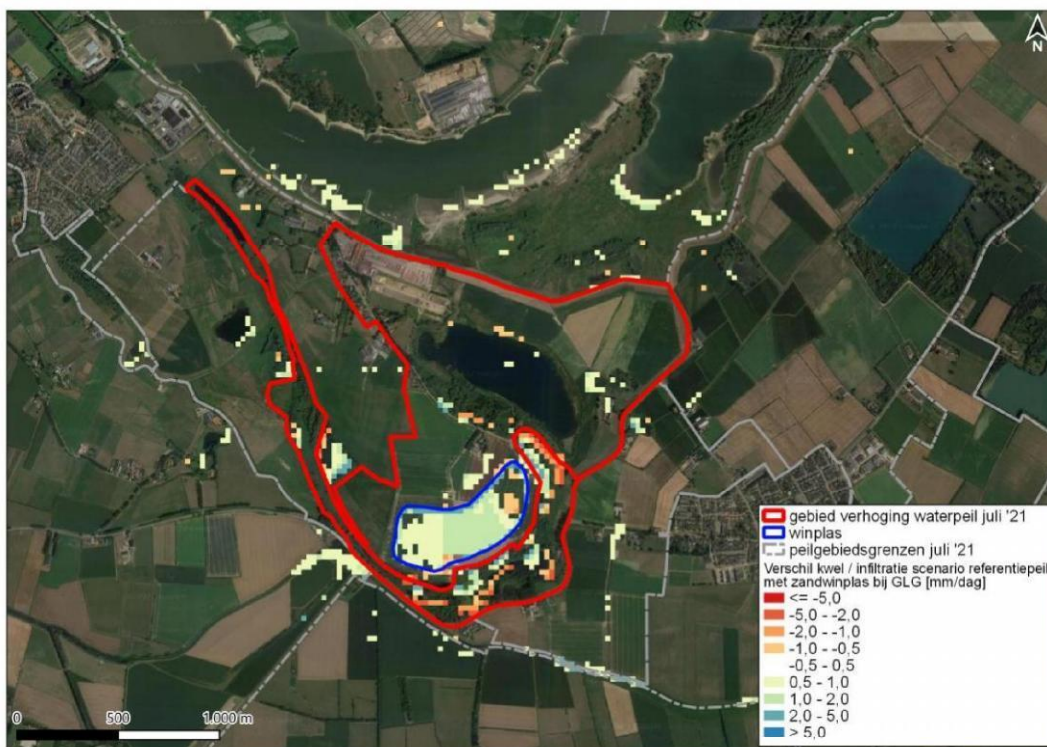 N
gebied verhoging waterpeil juli '21
winplas
peilgebiedsgrenzen juli '21
Verschil kwel / infiltratie scenario referentiepeil
met zandwinplas bij GLG [mm/dag]
<= -5,0
-5,0 - -2,0
-2,0 - -1,0
-1,0 - -0,5
-0,5 - 0,5
0,5 - 1,0
1,0 - 2,0
2,0 - 5,0
> 5,0
0 500 1.000 m